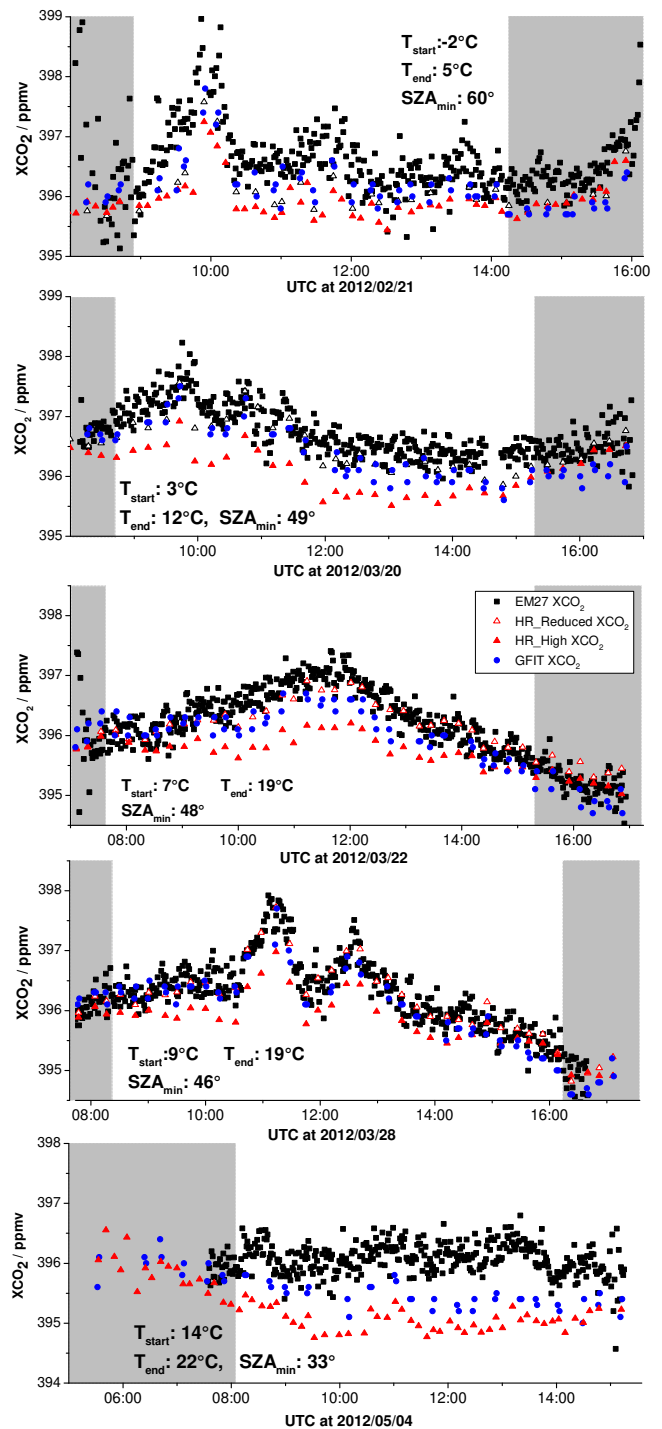 399
398
397
396
395
XCO2 / ppmv
Tstart: -2°C
Tend: 5°C
SZAmin: 60°
10:00 12:00 14:00 16:00
UTC at 2012/02/21
399
398
397
396
395
XCO2 / ppmv
Tstart: 3°C
Tend: 12°C, SZAmin: 49°
10:00 12:00 14:00 16:00
UTC at 2012/03/20
398
397
396
395
XCO2 / ppmv
EM27 XCO2
HR_Reduced XCO2
HR_High XCO2
GFIT XCO2
Tstart: 7°C Tend: 19°C
SZAmin: 48°
08:00 10:00 12:00 14:00 16:00
UTC at 2012/03/22
398
397
396
395
XCO2 / ppmv
Tstart:9°C Tend: 19°C
SZAmin: 46°
08:00 10:00 12:00 14:00 16:00
UTC at 2012/03/28
398
397
396
395
394
XCO2 / ppmv
Tstart: 14°C
Tend: 22°C, SZAmin: 33°
06:00 08:00 10:00 12:00 14:00
UTC at 2012/05/04